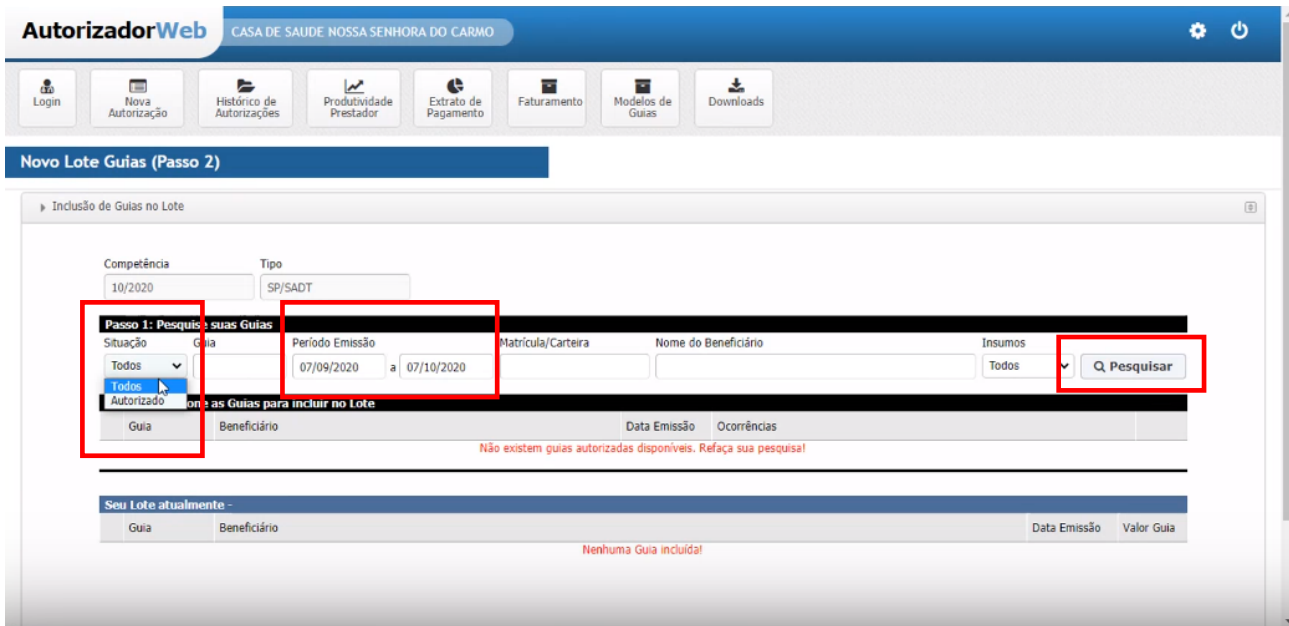 AutorizadorWeb CASA DE SAUDE NOSSA SENHORA DO CARMO
Login
Nova Autorização
Histórico de Autorizações
Produtividade Prestador
Extrato de Pagamento
Faturamento
Modelos de Guias
Downloads
Novo Lote Guias (Passo 2)
Inclusão de Guias no Lote
Competência Tipo
10/2020 SP/SADT
Passo 1: Pesquise suas Guias
Situação Guia Período Emissão Matrícula/Carteira Nome do Beneficiário Insumos
Todos 07/09/2020 a 07/10/2020 Todos Pesquisar
Todos
Autorizado
one as Guias para incluir no Lote
Guia Beneficiário Data Emissão Ocorrências
Não existem guias autorizadas disponíveis. Refaça sua pesquisa!
Seu Lote atualmente -
Guia Beneficiário Data Emissão Valor Guia
Nenhuma Guia incluída!